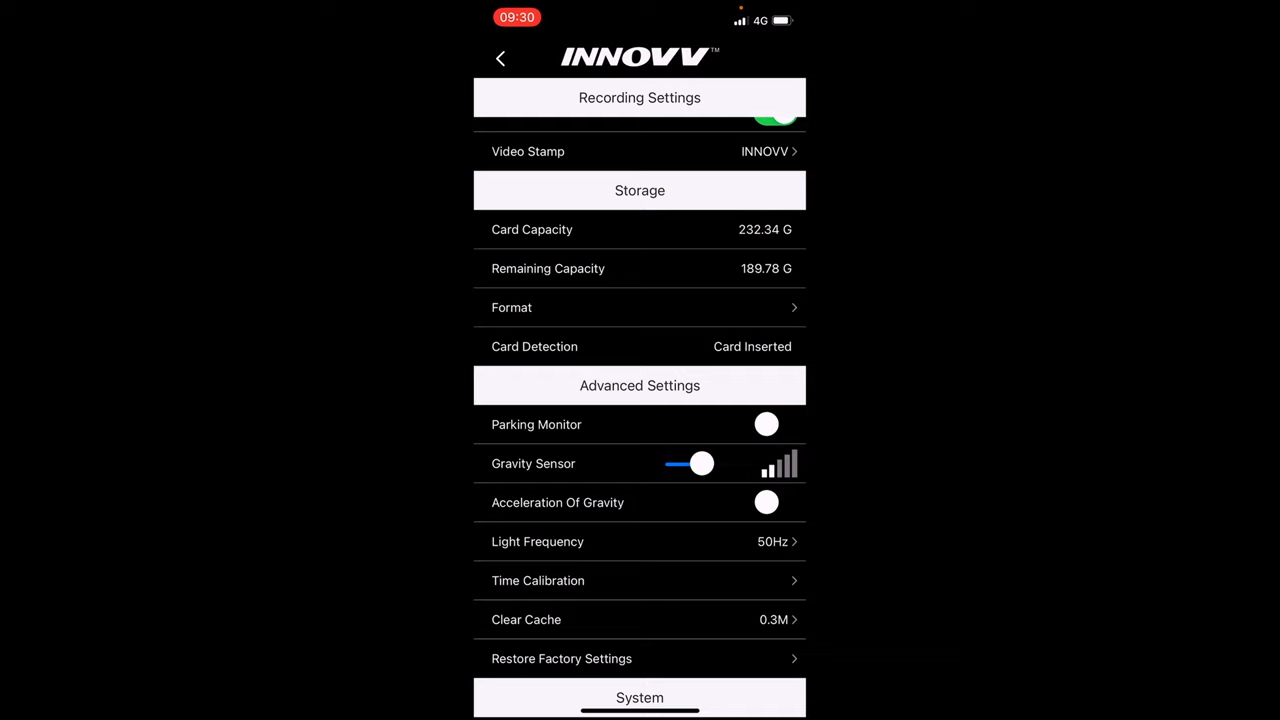 09:30
4G
INNOVV™
Recording Settings
Video Stamp INNOVV
Storage
Card Capacity 232.34 G
Remaining Capacity 189.78 G
Format
Card Detection Card Inserted
Advanced Settings
Parking Monitor
Gravity Sensor
Acceleration Of Gravity
Light Frequency 50Hz
Time Calibration
Clear Cache 0.3M
Restore Factory Settings
System